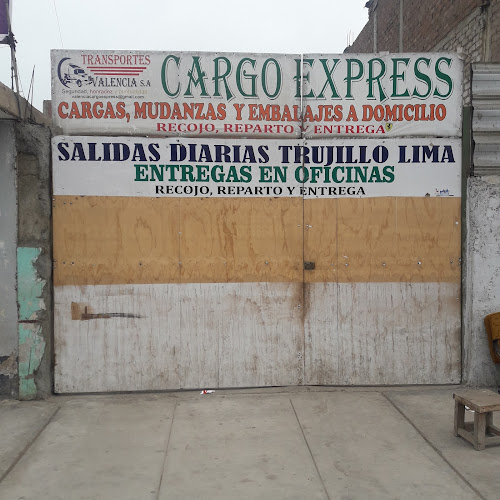 TRANSPORTES
VALENCIA S.A
CARGO EXPRESS
CARGAS, MUDANZAS Y EMBALAJES A DOMICILIO
RECOJO, REPARTO Y ENTREGA
SALIDAS DIARIAS TRUJILLO LIMA
ENTREGAS EN OFICINAS
RECOJO, REPARTO Y ENTREGA